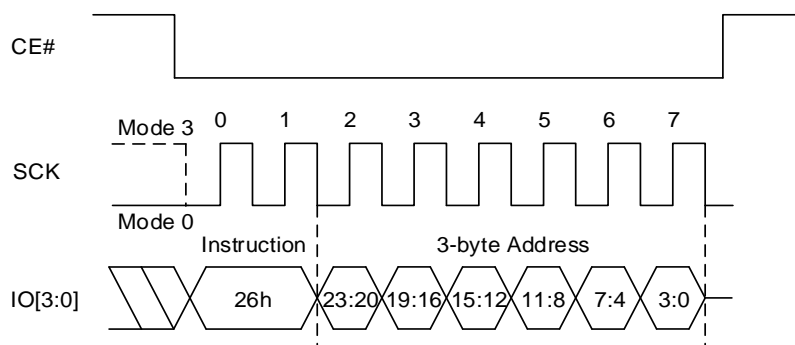 CE#
0 1 2 3 4 5 6 7
Mode 3
SCK
Mode 0
Instruction 3-byte Address
IO[3:0] 26h 23:20 19:16 15:12 11:8 7:4 3:0